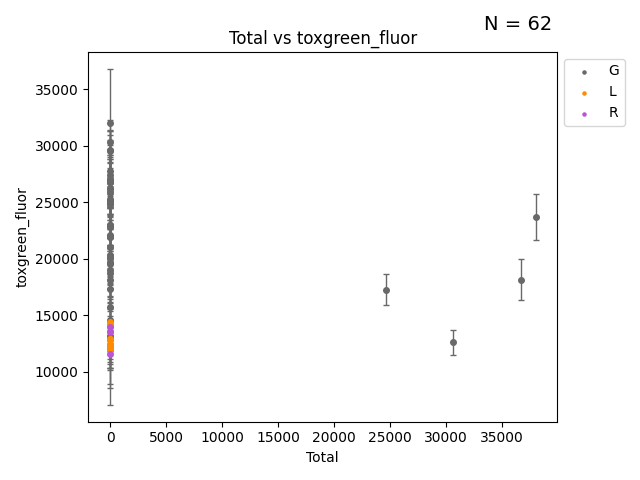 N = 62
Total vs toxgreen_fluor
G
L
R
35000
30000
25000
20000
15000
10000
toxgreen_fluor
0 5000 10000 15000 20000 25000 30000 35000
Total